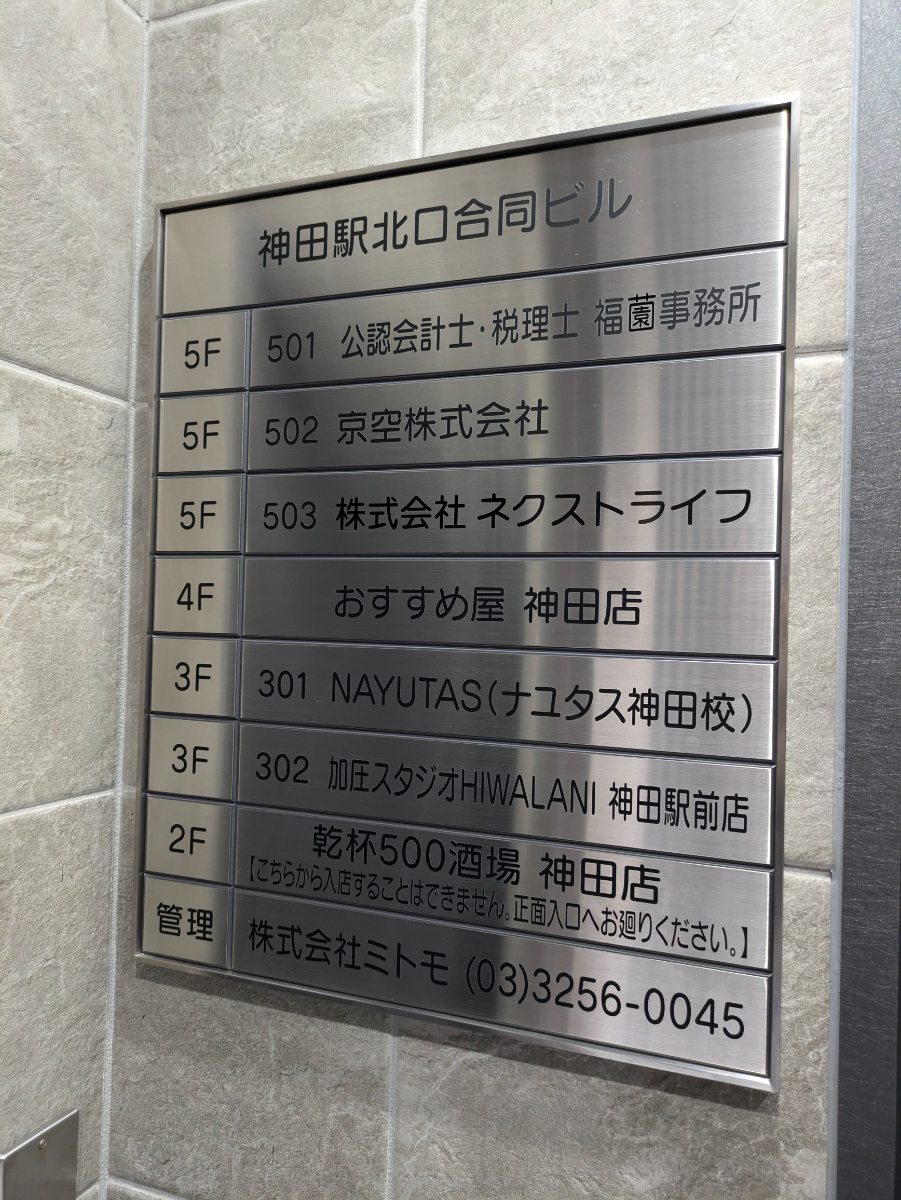 神田駅北口合同ビル
5F 501 公認会計士・税理士 福薗事務所
5F 502 京空株式会社
5F 503 株式会社 ネクストライフ
4F おすすめ屋 神田店
3F 301 NAYUTAS(ナユタス神田校)
3F 302 加圧スタジオHIWALANI 神田駅前店
2F 乾杯500酒場 神田店
【こちらから入店することはできません。正面入口へお廻りください。】
管理 株式会社ミトモ (03)3256-0045